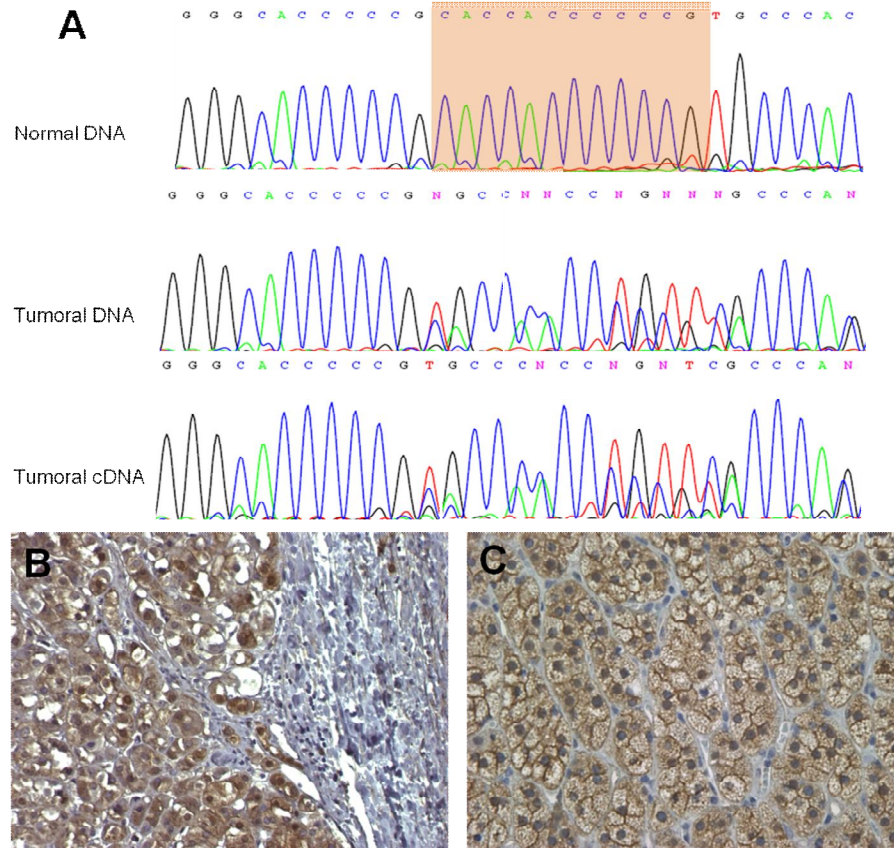 A
G G G C A C C C C C G C A C C A C C C C C C G T G C C C A C
Normal DNA
G G G C A C C C C C G N G C G N N C C N G N N N G C C C A N
Tumoral DNA
G G G C A C C C C C G T G C C C N C C N G N T C G C C C A N
Tumoral cDNA
B
C